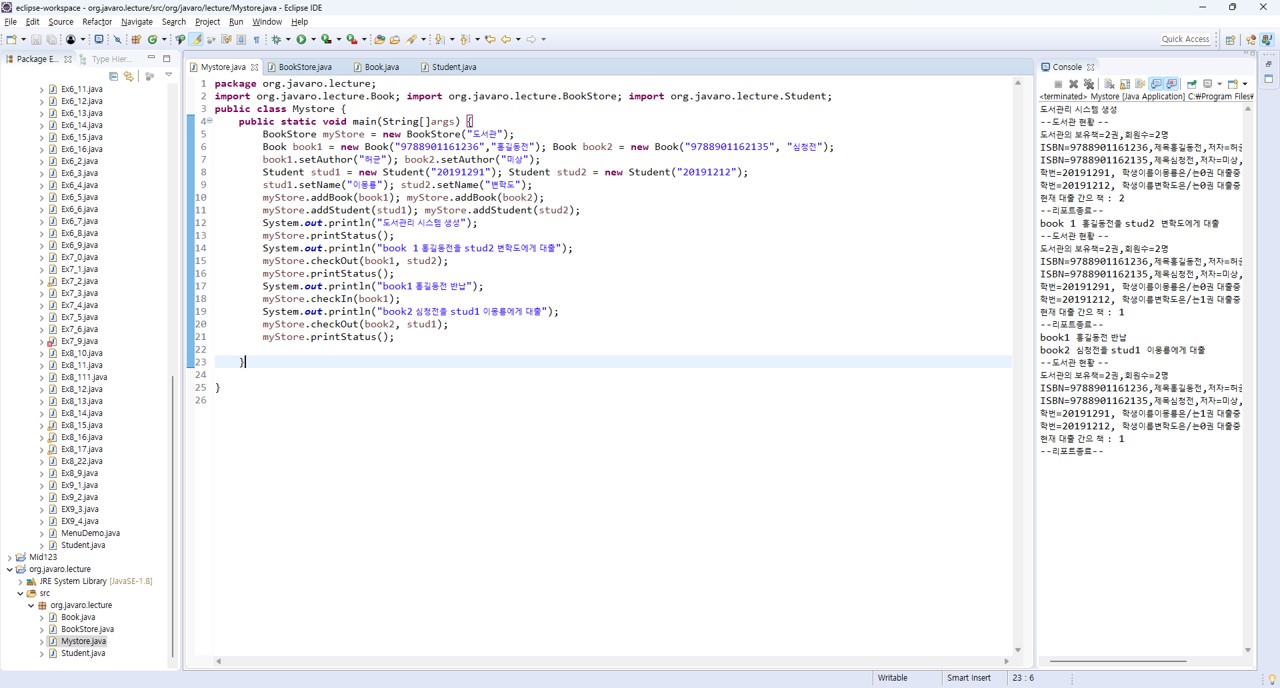 eclipse-workspace - org.javaro.lecture/src/org/javaro/lecture/Mystore.java - Eclipse IDE
File Edit Source Refactor Navigate Search Project Run Window Help
Quick Access
Package E...
Type Hier...
Ex6_11.java
Ex6_12.java
Ex6_13.java
Ex6_14.java
Ex6_15.java
Ex6_16.java
Ex6_2.java
Ex6_3.java
Ex6_4.java
Ex6_5.java
Ex6_6.java
Ex6_7.java
Ex6_8.java
Ex6_9.java
Ex7_0.java
Ex7_1.java
Ex7_2.java
Ex7_3.java
Ex7_4.java
Ex7_5.java
Ex7_6.java
Ex7_9.java
Ex8_10.java
Ex8_11.java
Ex8_111.java
Ex8_12.java
Ex8_13.java
Ex8_14.java
Ex8_15.java
Ex8_16.java
Ex8_17.java
Ex8_22.java
Ex8_9.java
Ex9_1.java
Ex9_2.java
EX9_3.java
EX9_4.java
MenuDemo.java
Student.java
Mid123
org.javaro.lecture
JRE System Library [JavaSE-1.8]
src
org.javaro.lecture
Book.java
BookStore.java
Mystore.java
Student.java
Mystore.java BookStore.java Book.java Student.java
1 package org.javaro.lecture;
2 import org.javaro.lecture.Book; import org.javaro.lecture.BookStore; import org.javaro.lecture.Student;
3 public class Mystore {
4 public static void main(String[]args) {
5 BookStore myStore = new BookStore("도서관");
6 Book book1 = new Book("9788901161236","홍길동전"); Book book2 = new Book("9788901162135", "심청전");
7 book1.setAuthor("허균"); book2.setAuthor("미상");
8 Student stud1 = new Student("20191291"); Student stud2 = new Student("20191212");
9 stud1.setName("이몽룡"); stud2.setName("변학도");
10 myStore.addBook(book1); myStore.addBook(book2);
11 myStore.addStudent(stud1); myStore.addStudent(stud2);
12 System.out.println("도서관리 시스템 생성");
13 myStore.printStatus();
14 System.out.println("book 1 홍길동전을 stud2 변학도에게 대출");
15 myStore.checkOut(book1, stud2);
16 myStore.printStatus();
17 System.out.println("book1 홍길동전 반납");
18 myStore.checkIn(book1);
19 System.out.println("book2 심청전을 stud1 이몽룡에게 대출");
20 myStore.checkOut(book2, stud1);
21 myStore.printStatus();
22
23 }
24
25 }
26
Console
<terminated> Mystore [Java Application] C:₩Program Files₩
도서관리 시스템 생성
--도서관 현황 --
도서관의 보유책=2권,회원수=2명
ISBN=9788901161236,제목홍길동전,저자=허균
ISBN=9788901162135,제목심청전,저자=미상,
학번=20191291, 학생이름이몽룡은/는0권 대출중
학번=20191212, 학생이름변학도은/는0권 대출중
현재 대출 간으 책 : 2
--리포트종료--
book 1 홍길동전을 stud2 변학도에게 대출
--도서관 현황 --
도서관의 보유책=2권,회원수=2명
ISBN=9788901161236,제목홍길동전,저자=허균
ISBN=9788901162135,제목심청전,저자=미상,
학번=20191291, 학생이름이몽룡은/는0권 대출중
학번=20191212, 학생이름변학도은/는1권 대출중
현재 대출 간으 책 : 1
--리포트종료--
book1 홍길동전 반납
book2 심청전을 stud1 이몽룡에게 대출
--도서관 현황 --
도서관의 보유책=2권,회원수=2명
ISBN=9788901161236,제목홍길동전,저자=허균
ISBN=9788901162135,제목심청전,저자=미상,
학번=20191291, 학생이름이몽룡은/는1권 대출중
학번=20191212, 학생이름변학도은/는0권 대출중
현재 대출 간으 책 : 1
--리포트종료--
Writable Smart Insert 23 : 6